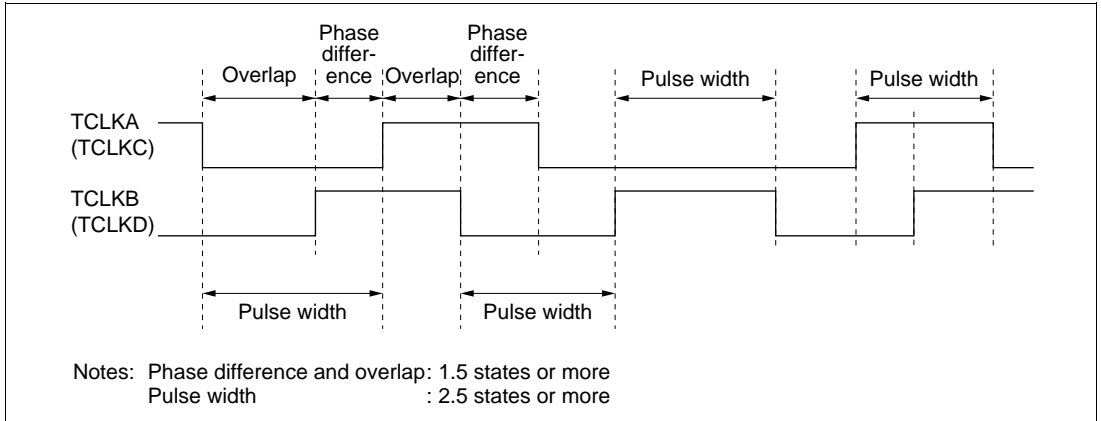 Phase
differ-
ence
Phase
differ-
ence
Overlap
Overlap
Pulse width
Pulse width
TCLKA
(TCLKC)
TCLKB
(TCLKD)
Pulse width
Pulse width
Notes: Phase difference and overlap : 1.5 states or more
Pulse width : 2.5 states or more